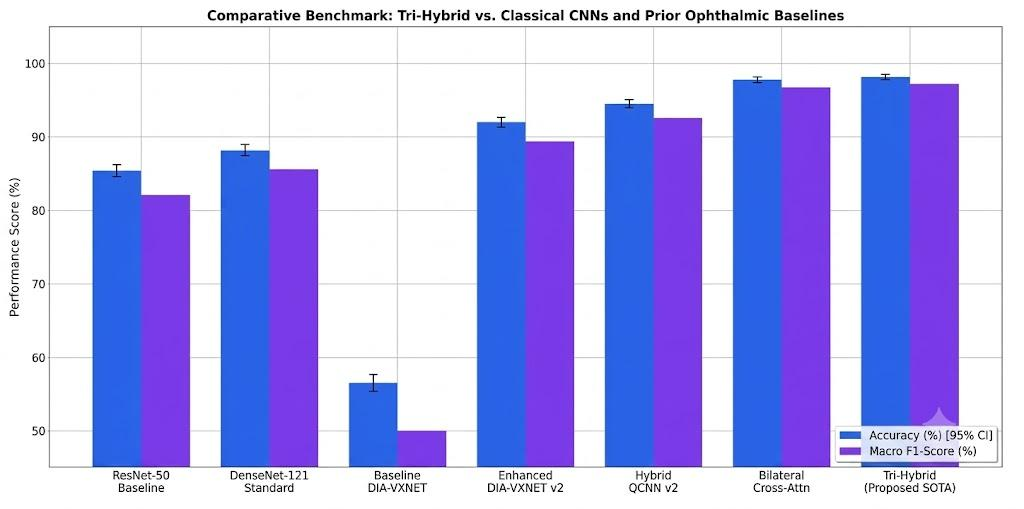 Comparative Benchmark: Tri-Hybrid vs. Classical CNNs and Prior Ophthalmic Baselines
Performance Score (%)
100
90
80
70
60
50
Accuracy (%) [95% CI]
Macro F1-Score (%)
ResNet-50
Baseline
DenseNet-121
Standard
Baseline
DIA-VXNET
Enhanced
DIA-VXNET v2
Hybrid
QCNN v2
Bilateral
Cross-Attn
Tri-Hybrid
(Proposed SOTA)